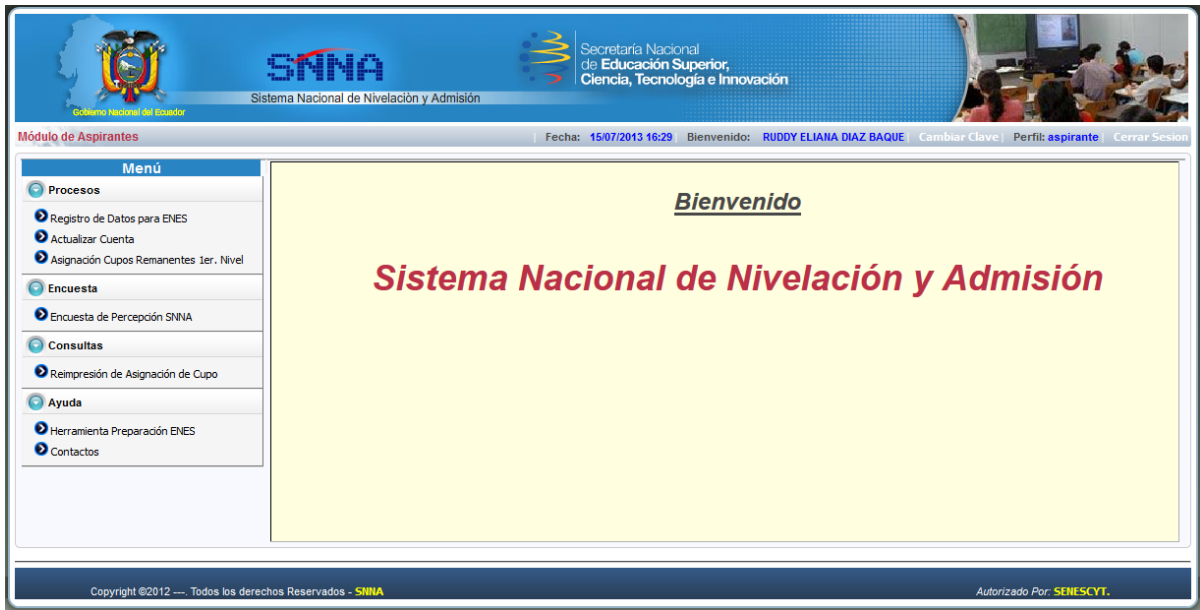 Gobierno Nacional del Ecuador
SNNA
Sistema Nacional de Nivelaciòn y Admisión
Secretaría Nacional
de Educación Superior,
Ciencia, Tecnología e Innovación
Módulo de Aspirantes
| Fecha: 15/07/2013 16:29 | Bienvenido: RUDDY ELIANA DIAZ BAQUE | Cambiar Clave | Perfil: aspirante | Cerrar Sesion
Menú
Procesos
Registro de Datos para ENES
Actualizar Cuenta
Asignación Cupos Remanentes 1er. Nivel
Encuesta
Encuesta de Percepción SNNA
Consultas
Reimpresión de Asignación de Cupo
Ayuda
Herramienta Preparación ENES
Contactos
Bienvenido
Sistema Nacional de Nivelación y Admisión
Copyright ©2012 ---. Todos los derechos Reservados - SNNA
Autorizado Por: SENESCYT.